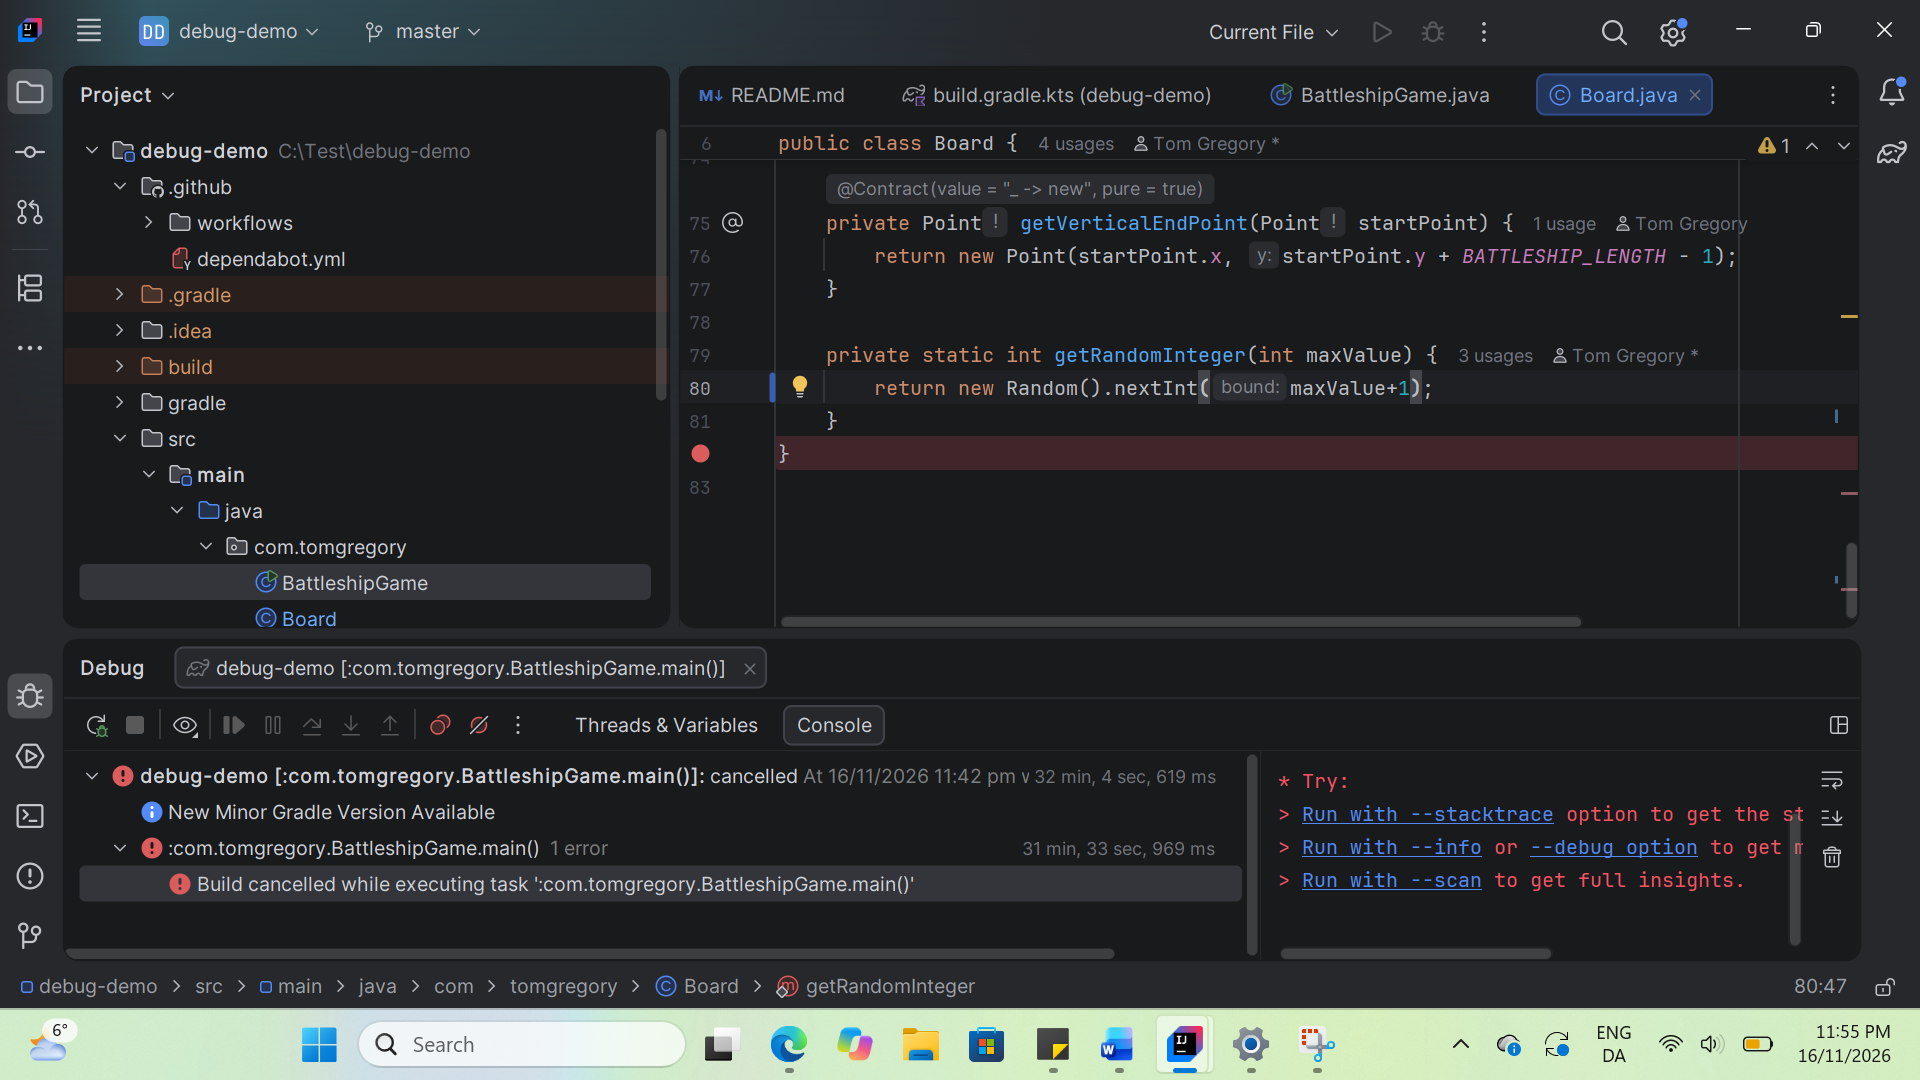 DD debug-demo master Current File
Project
debug-demo C:\Test\debug-demo
.github
workflows
dependabot.yml
.gradle
.idea
build
gradle
src
main
java
com.tomgregory
BattleshipGame
Board
README.md build.gradle.kts (debug-demo) BattleshipGame.java Board.java
6 public class Board { 4 usages Tom Gregory * 1
@Contract(value = "_ -> new", pure = true)
75 private Point ! getVerticalEndPoint(Point ! startPoint) { 1 usage Tom Gregory
76 return new Point(startPoint.x, y: startPoint.y + BATTLESHIP_LENGTH - 1);
77 }
78
79 private static int getRandomInteger(int maxValue) { 3 usages Tom Gregory *
80 return new Random().nextInt( bound: maxValue+1);
81 }
}
83
Debug debug-demo [:com.tomgregory.BattleshipGame.main()]
Threads & Variables Console
debug-demo [:com.tomgregory.BattleshipGame.main()]: cancelled At 16/11/2026 11:42 pm w 32 min, 4 sec, 619 ms
New Minor Gradle Version Available
:com.tomgregory.BattleshipGame.main() 1 error 31 min, 33 sec, 969 ms
Build cancelled while executing task ':com.tomgregory.BattleshipGame.main()'
* Try:
> Run with --stacktrace option to get the st
> Run with --info or --debug option to get m
> Run with --scan to get full insights.
debug-demo > src > main > java > com > tomgregory > Board > getRandomInteger 80:47
6°
Search
ENG
DA
11:55 PM
16/11/2026